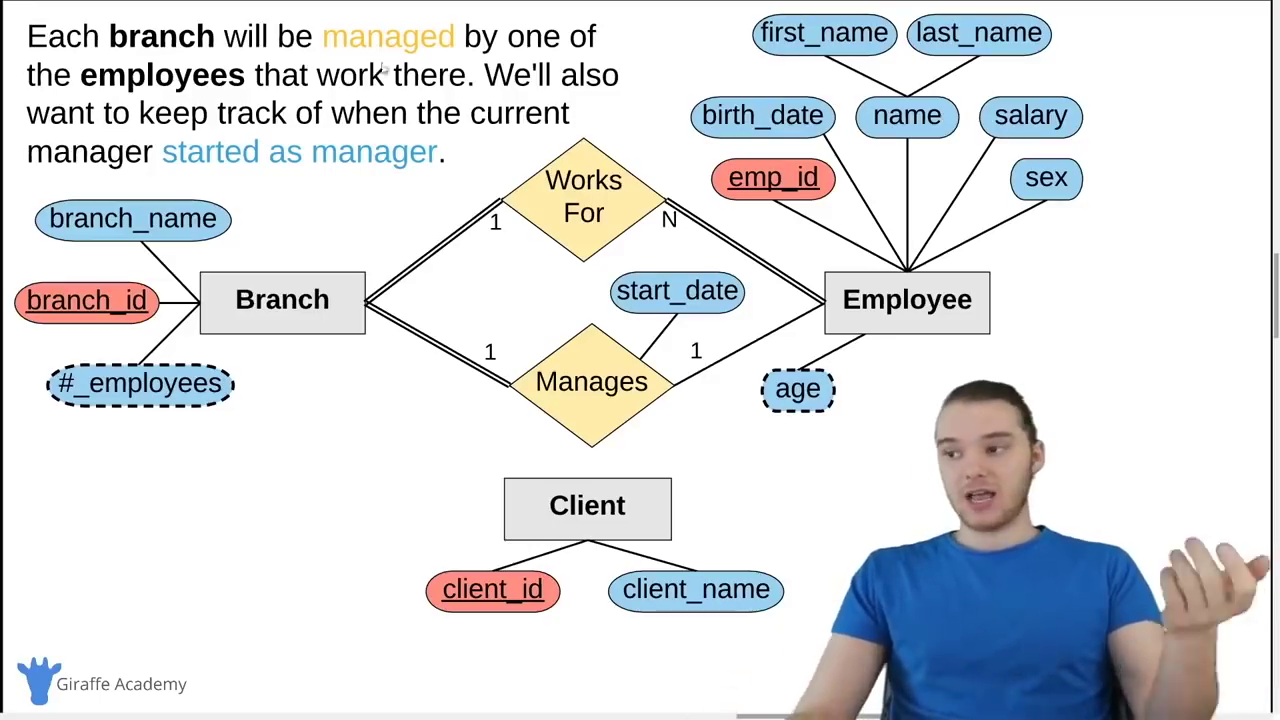 Each branch will be managed by one of
the employees that work there. We'll also
want to keep track of when the current
manager started as manager.
first_name
last_name
birth_date
name
salary
emp_id
sex
Works
For
branch_name
1
N
branch_id
Branch
start_date
Employee
#_employees
1
Manages
1
age
Client
client_id
client_name
Giraffe Academy